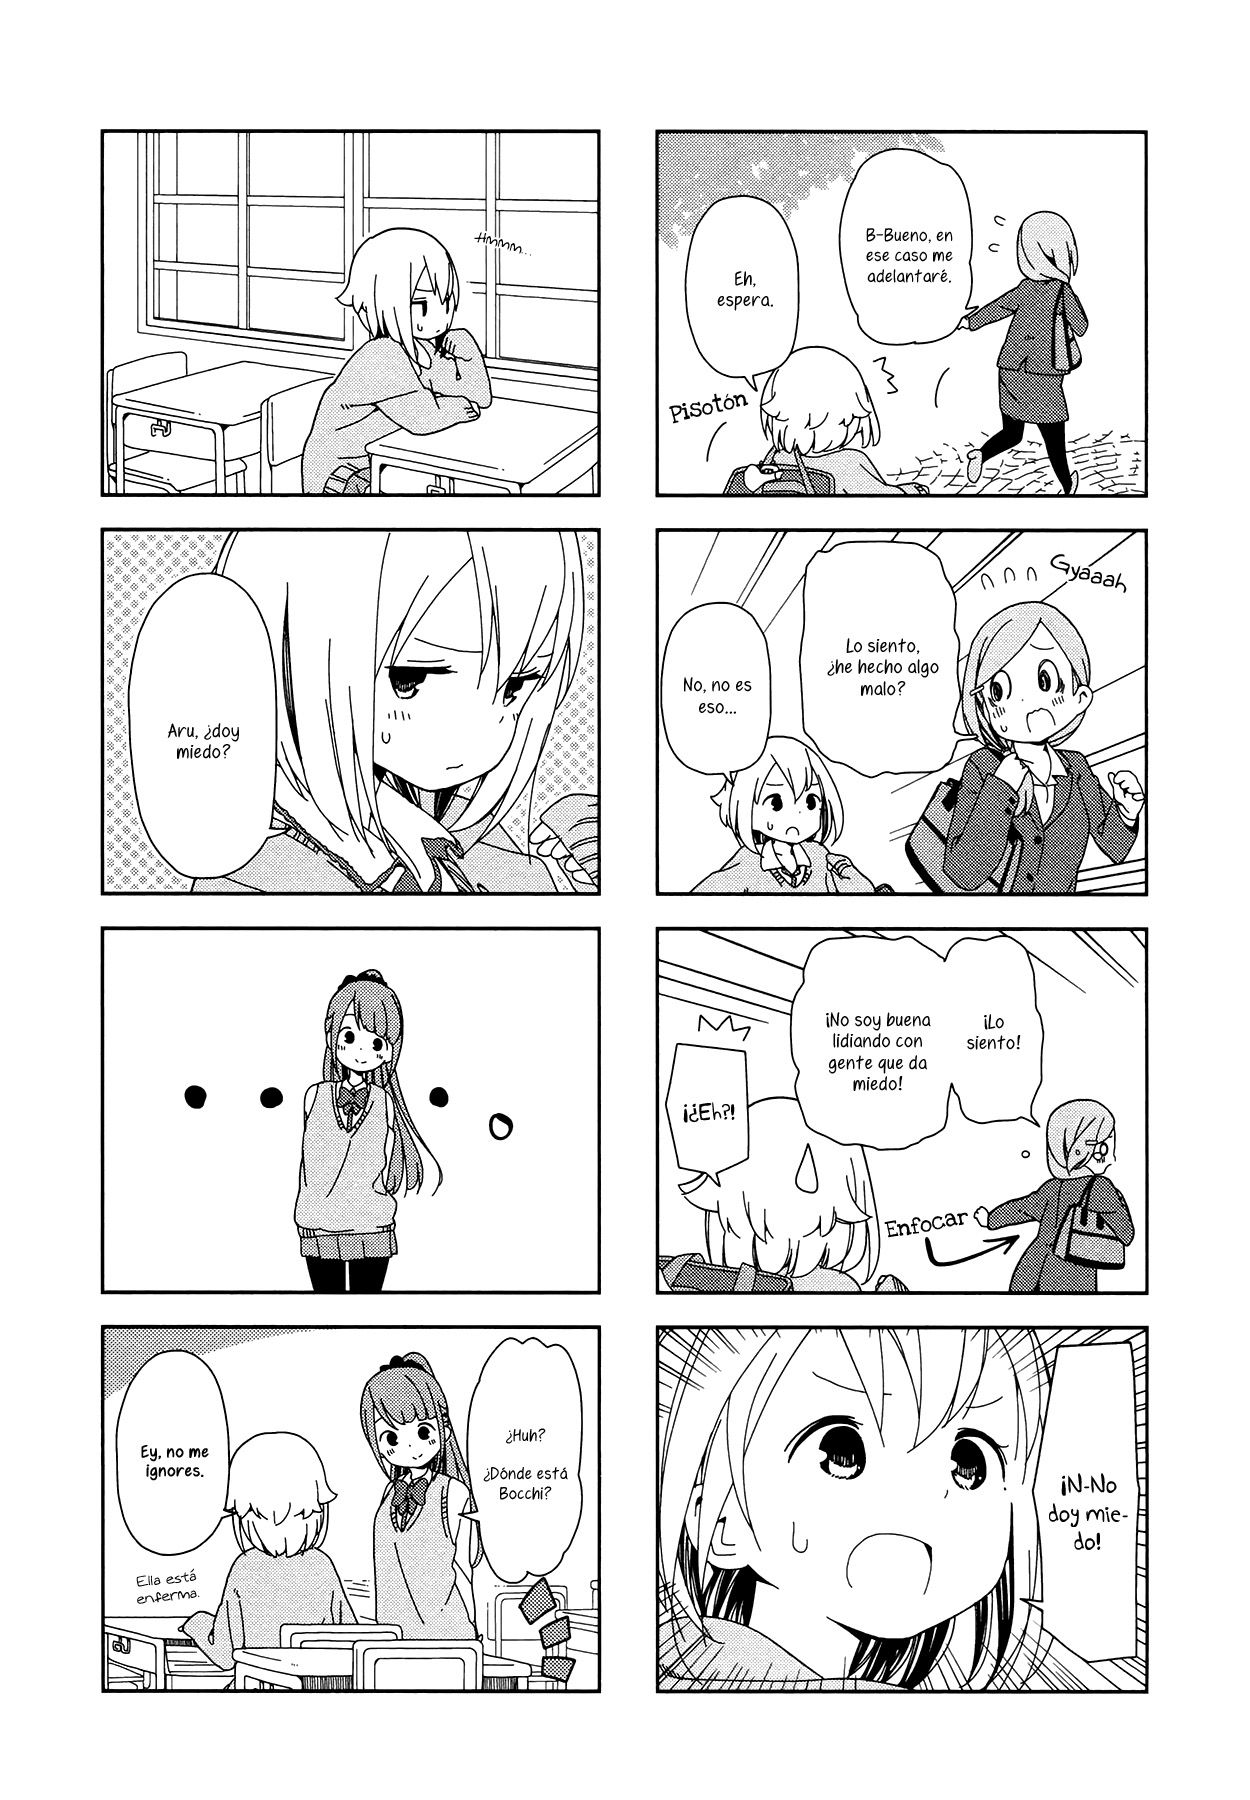 B-Bueno, en
ese caso me
adelantaré.
Eh,
espera.
Pisotón
Gyaaah
Lo siento,
¿he hecho algo
malo?
No, no es
eso...
¡Lo
siento!
¡No soy buena
lidiando con
gente que da
miedo!
¡¿Eh?!
Enfocar
¡N-No
doy mie-
do!
Hmmm...
Aru, ¿doy
miedo?
¿Huh?
¿Dónde está
Bocchi?
Ey, no me
ignores.
Ella está
enferma.